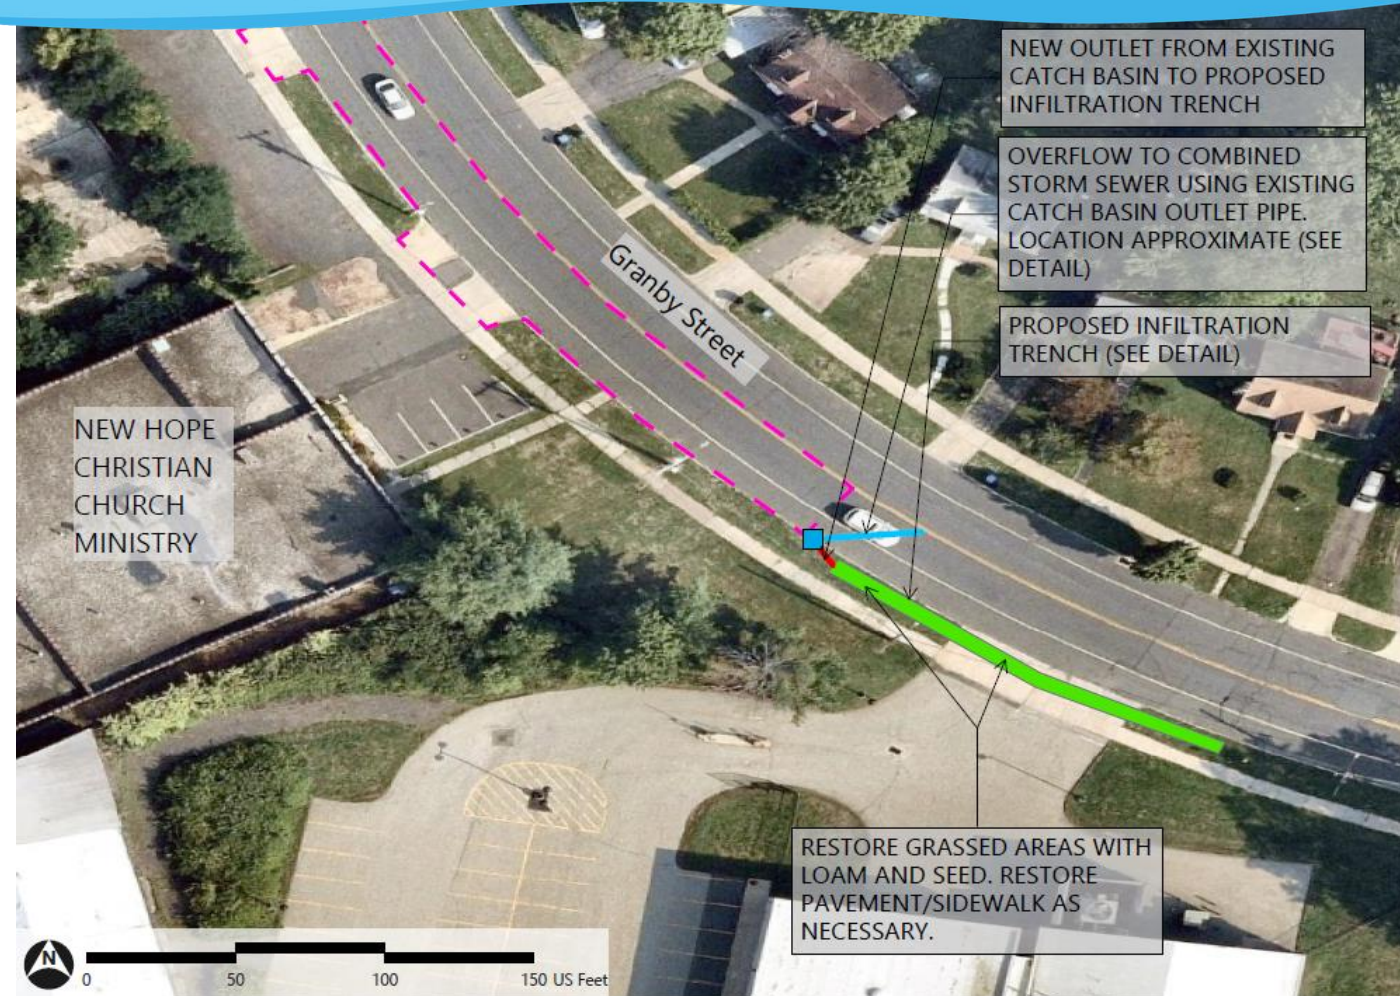 NEW OUTLET FROM EXISTING
CATCH BASIN TO PROPOSED
INFILTRATION TRENCH
OVERFLOW TO COMBINED
STORM SEWER USING EXISTING
CATCH BASIN OUTLET PIPE.
LOCATION APPROXIMATE (SEE
DETAIL)
PROPOSED INFILTRATION
TRENCH (SEE DETAIL)
Granby Street
NEW HOPE
CHRISTIAN
CHURCH
MINISTRY
RESTORE GRASSED AREAS WITH
LOAM AND SEED. RESTORE
PAVEMENT/SIDEWALK AS
NECESSARY.
N
0 50 100 150 US Feet